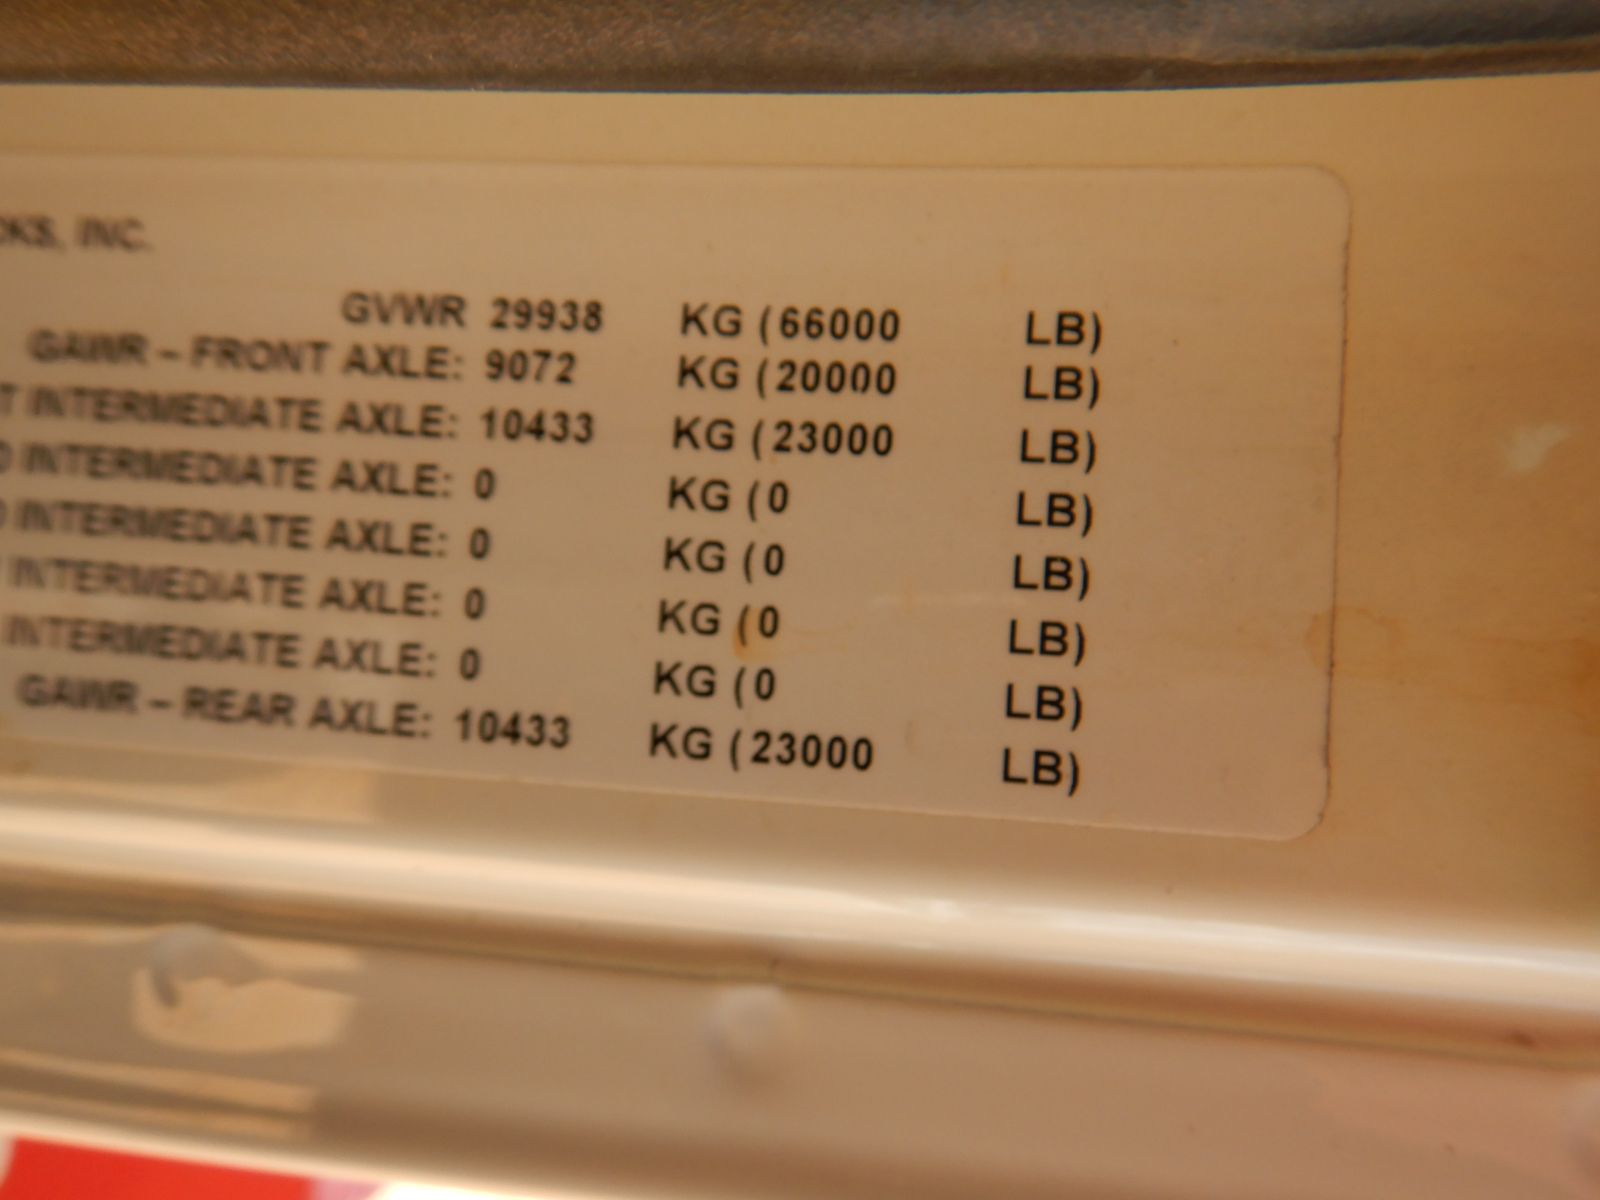 INC.
GVWR 29938 KG (66000 LB)
GAWR – FRONT AXLE: 9072 KG (20000 LB)
INTERMEDIATE AXLE: 10433 KG (23000 LB)
INTERMEDIATE AXLE: 0 KG (0 LB)
INTERMEDIATE AXLE: 0 KG (0 LB)
INTERMEDIATE AXLE: 0 KG (0 LB)
INTERMEDIATE AXLE: 0 KG (0 LB)
GAWR – REAR AXLE: 10433 KG (23000 LB)